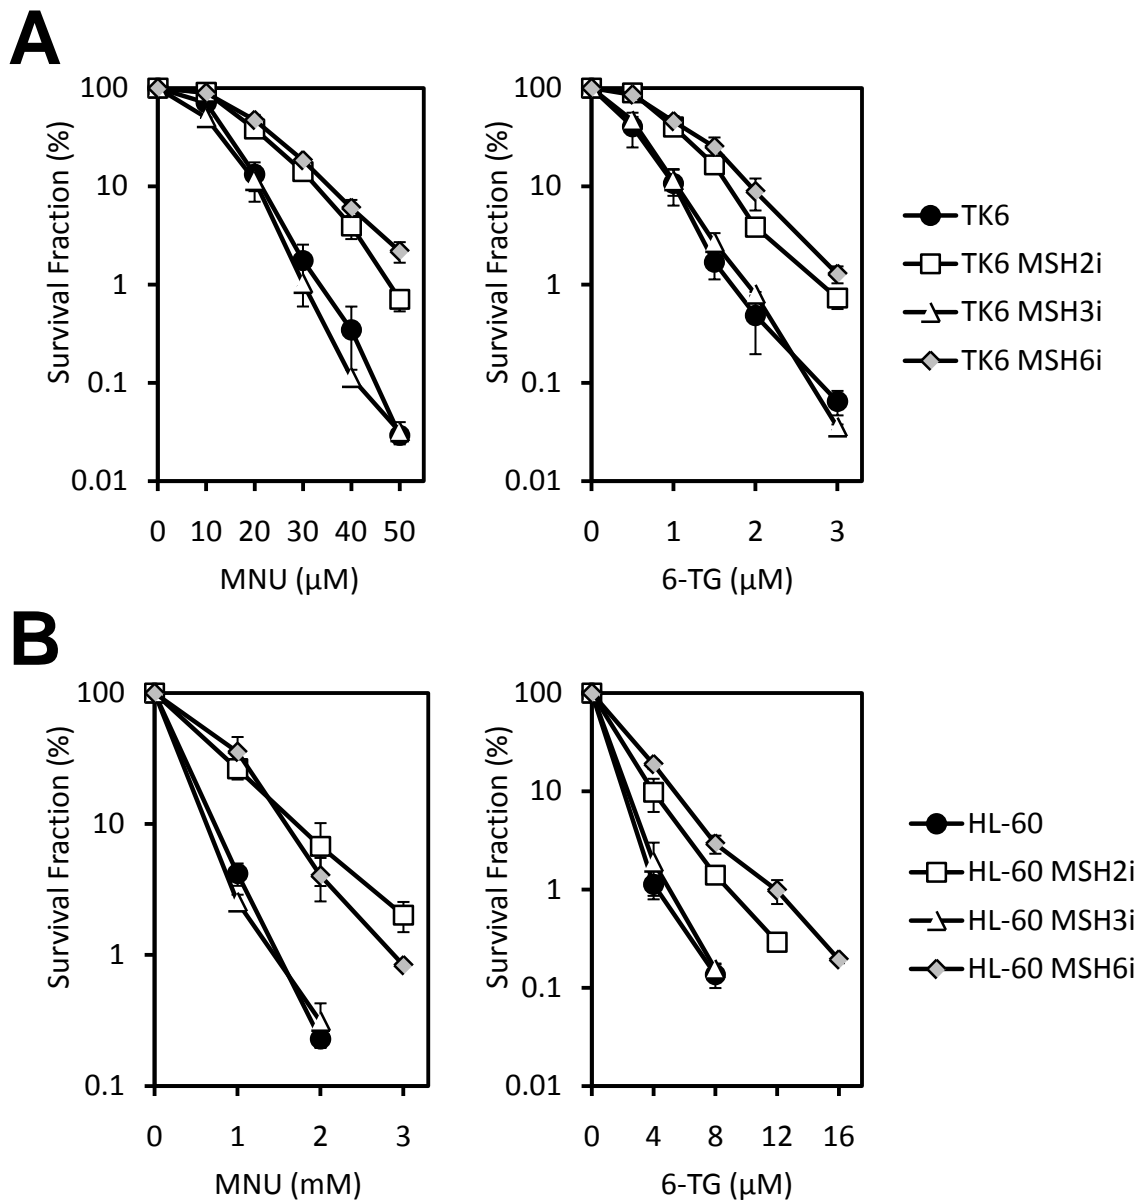 A
100
10
1
0.1
0.01
Survival Fraction (%)
0 10 20 30 40 50
MNU (µM)
100
10
1
0.1
0.01
Survival Fraction (%)
0 1 2 3
6-TG (µM)
TK6
TK6 MSH2i
TK6 MSH3i
TK6 MSH6i
B
100
10
1
0.1
Survival Fraction (%)
0 1 2 3
MNU (mM)
100
10
1
0.1
0.01
Survival Fraction (%)
0 4 8 12 16
6-TG (µM)
HL-60
HL-60 MSH2i
HL-60 MSH3i
HL-60 MSH6i